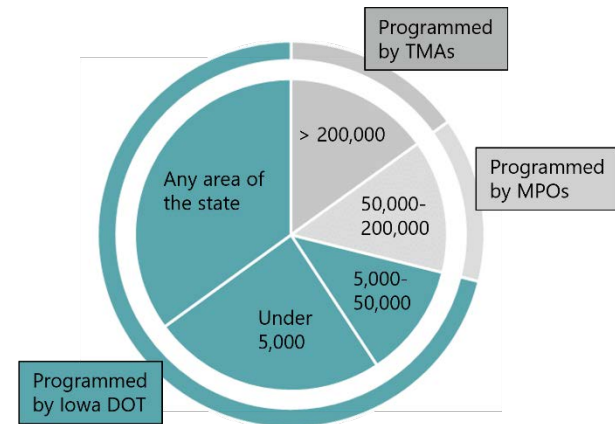 Programmed
by TMAs
> 200,000
Programmed
by MPOs
50,000-
200,000
Any area of
the state
5,000-
50,000
Under
5,000
Programmed
by Iowa DOT